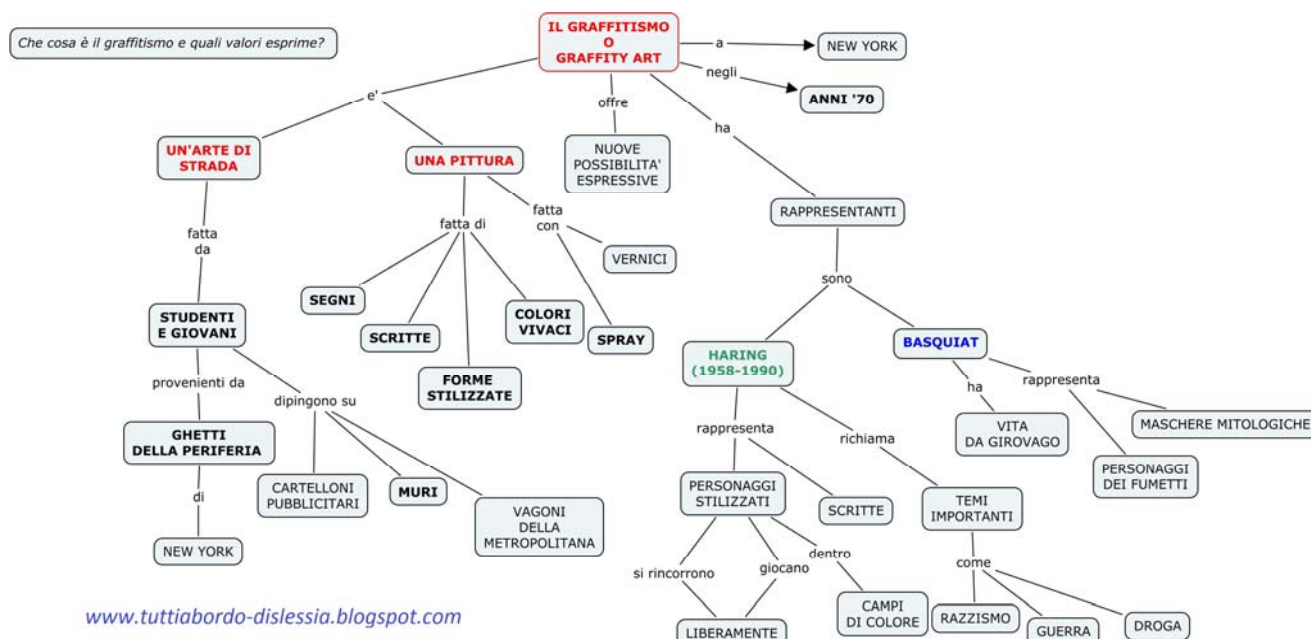 Che cosa è il graffitismo e quali valori esprime?
IL GRAFFITISMO
O
GRAFFITY ART
a
NEW YORK
negli
ANNI '70
e'
offre
ha
UN'ARTE DI
STRADA
UNA PITTURA
NUOVE
POSSIBILITA'
ESPRESSIVE
RAPPRESENTANTI
fatta
da
fatta di
fatta
con
VERNICI
sono
SEGNI
SCRITTE
FORME
STILIZZATE
COLORI
VIVACI
SPRAY
STUDENTI
E GIOVANI
HARING
(1958-1990)
BASQUIAT
provenienti da
dipingono su
ha
rappresenta
GHETTI
DELLA PERIFERIA
rappresenta
richiama
VITA
DA GIROVAGO
MASCHERE MITOLOGICHE
PERSONAGGI
DEI FUMETTI
di
CARTELLONI
PUBBLICITARI
MURI
VAGONI
DELLA
METROPOLITANA
PERSONAGGI
STILIZZATI
SCRITTE
TEMI
IMPORTANTI
NEW YORK
si rincorrono
giocano
dentro
come
LIBERAMENTE
CAMPI
DI COLORE
RAZZISMO
GUERRA
DROGA
www.tuttiabordo-dislessia.blogspot.com